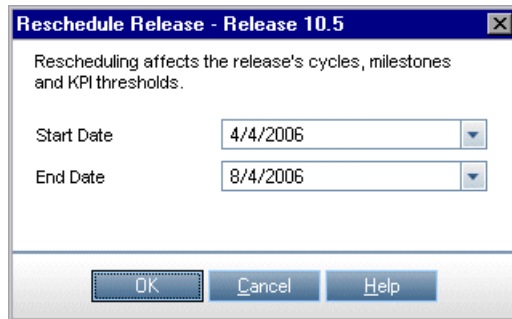 Reschedule Release - Release 10.5
Rescheduling affects the release's cycles, milestones
and KPI thresholds.
Start Date
4/4/2006
End Date
8/4/2006
OK
Cancel
Help